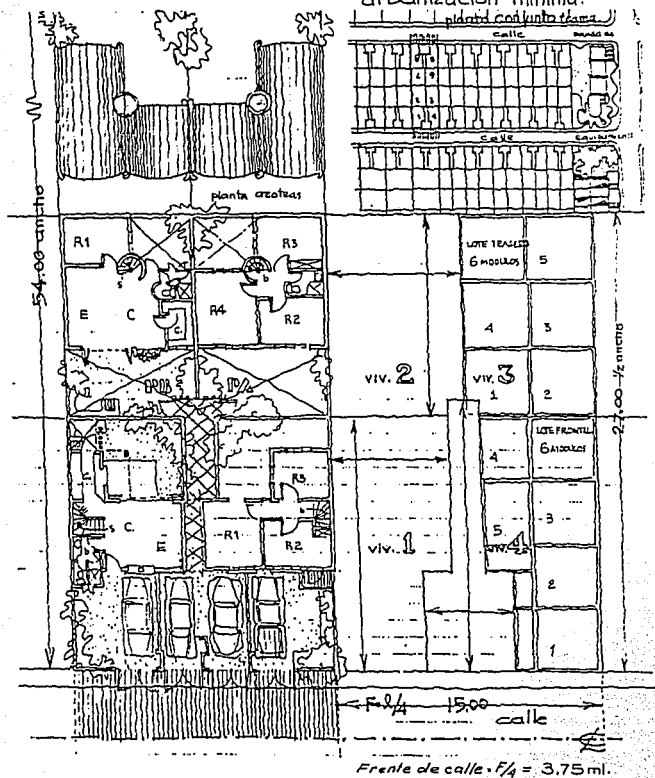 urbanización mínima.
planta conjunto trama
calle
calle
planta azoteas
54.00 ancho
R1
R3
E
C
R4
R2
S
b
C
PB
PA
LOTE TRASERO
6 MODULOS
5
4
3
viv. 2
viv. 3
1
2
27.00 1/2 ancho
LOTE FRONTAL
6 MODULOS
4
R3
S
C.
E
R1
R2
b
viv. 1
5
viv. 4
3
2
1
F/4
15.00
calle
Frente de calle. F/4 = 3.75 ml.